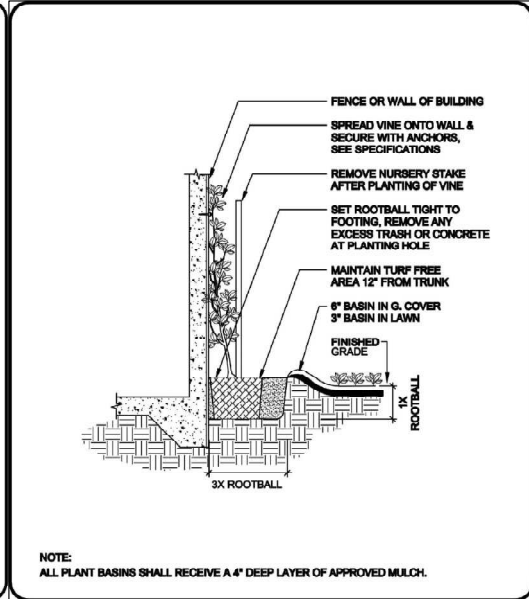 FENCE OR WALL OF BUILDING
SPREAD VINE ONTO WALL &
SECURE WITH ANCHORS,
SEE SPECIFICATIONS
REMOVE NURSERY STAKE
AFTER PLANTING OF VINE
SET ROOTBALL TIGHT TO
FOOTING, REMOVE ANY
EXCESS TRASH OR CONCRETE
AT PLANTING HOLE
MAINTAIN TURF FREE
AREA 12" FROM TRUNK
6" BASIN IN G. COVER
3" BASIN IN LAWN
FINISHED
GRADE
1X
ROOTBALL
3X ROOTBALL
NOTE:
ALL PLANT BASINS SHALL RECEIVE A 4" DEEP LAYER OF APPROVED MULCH.